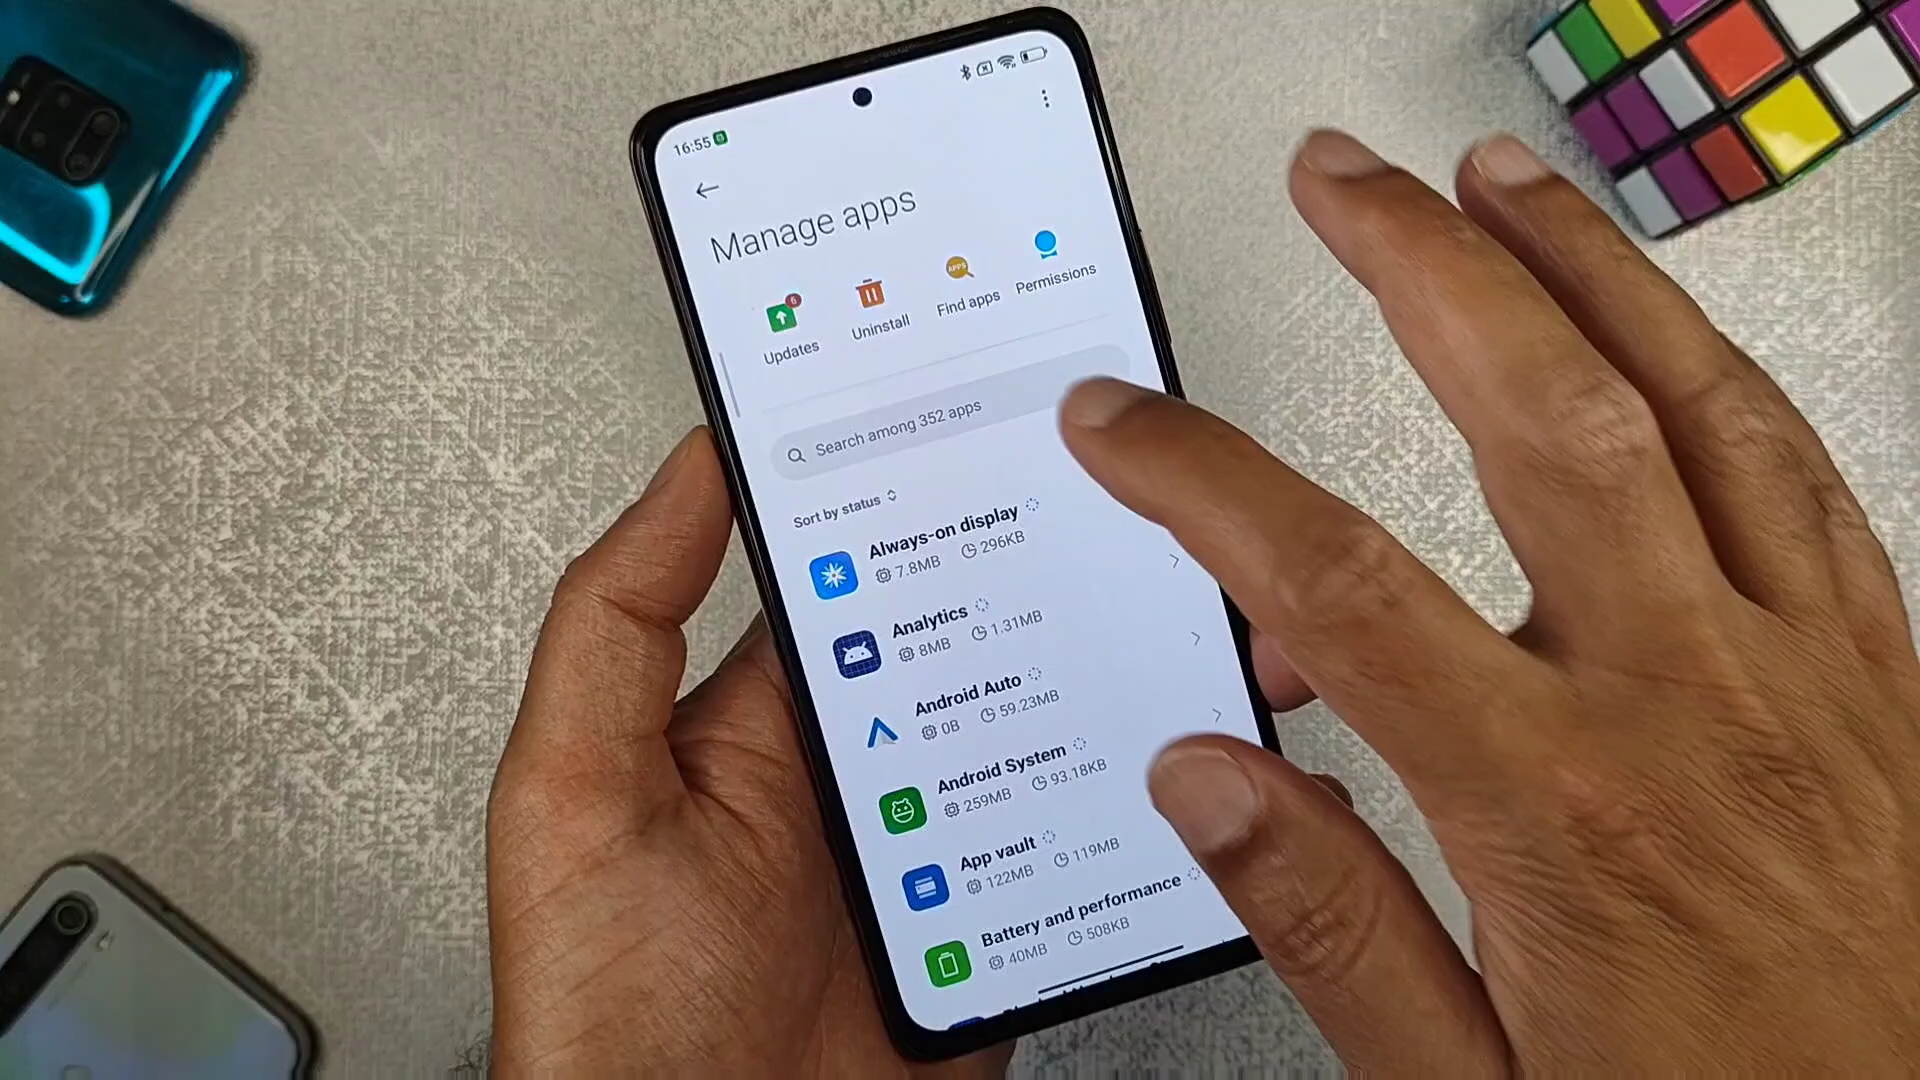 16:55
Manage apps
6
APPS
Updates
Uninstall
Find apps
Permissions
Search among 352 apps
Sort by status
Always-on display
7.8MB 296KB
Analytics
8MB 1.31MB
Android Auto
0B 59.23MB
Android System
259MB 93.18KB
App vault
122MB 119MB
Battery and performance
40MB 508KB